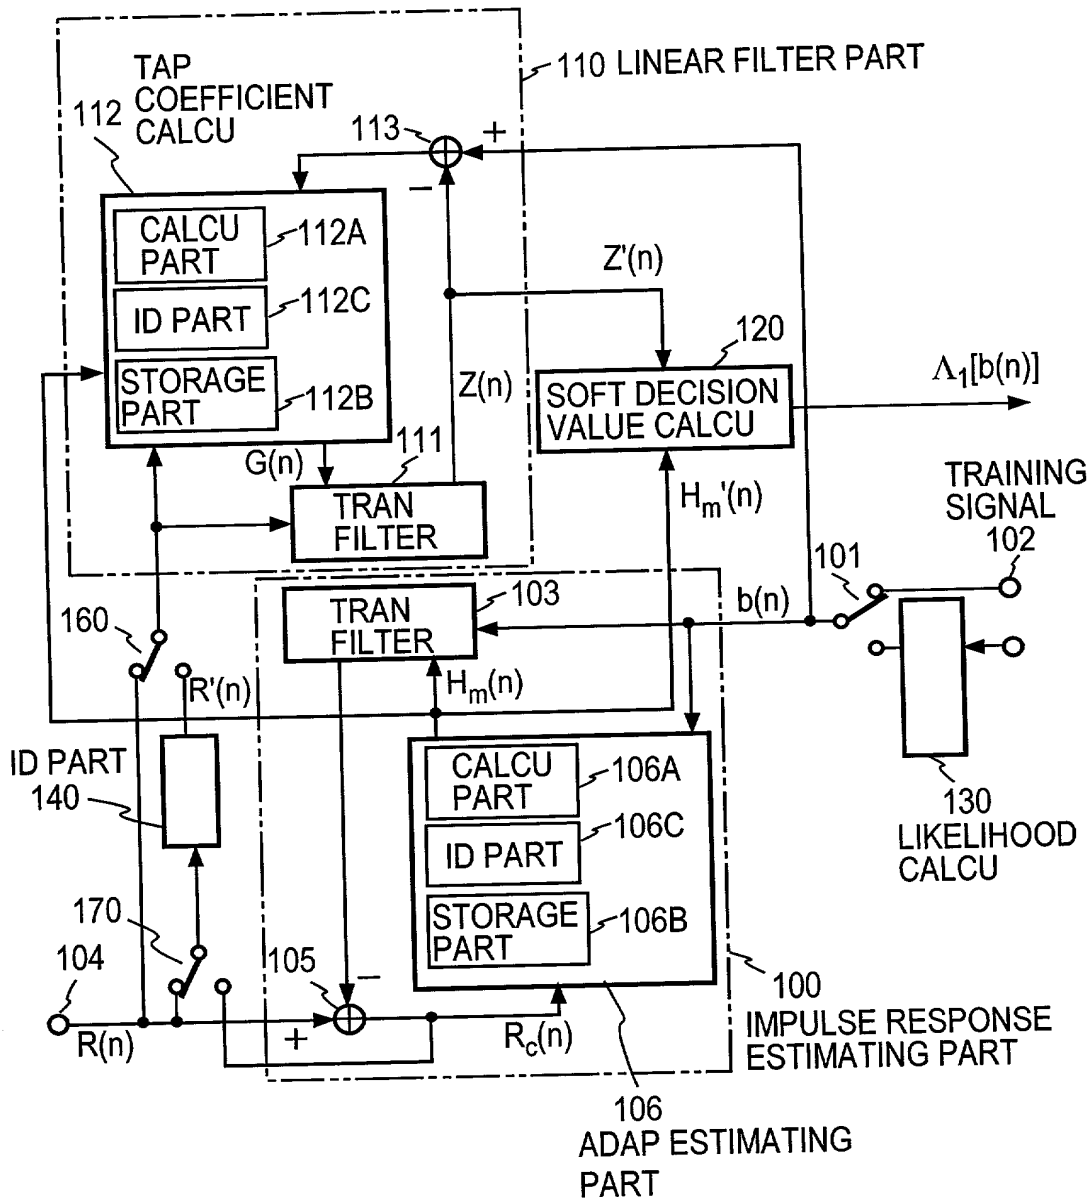 110 LINEAR FILTER PART
TAP
COEFFICIENT
CALCU
112
113
+
−
CALCU
PART
112A
ID PART
112C
STORAGE
PART
112B
Z'(n)
120
Z(n)
SOFT DECISION
VALUE CALCU
Λ1[b(n)]
G(n)
111
TRAN
FILTER
Hm'(n)
TRAINING
SIGNAL
102
101
103
TRAN
FILTER
b(n)
160
R'(n)
Hm(n)
ID PART
140
CALCU
PART
106A
ID PART
106C
STORAGE
PART
106B
130
LIKELIHOOD
CALCU
170
104
105
−
+
R(n)
Rc(n)
100
IMPULSE RESPONSE
ESTIMATING PART
106
ADAP ESTIMATING
PART